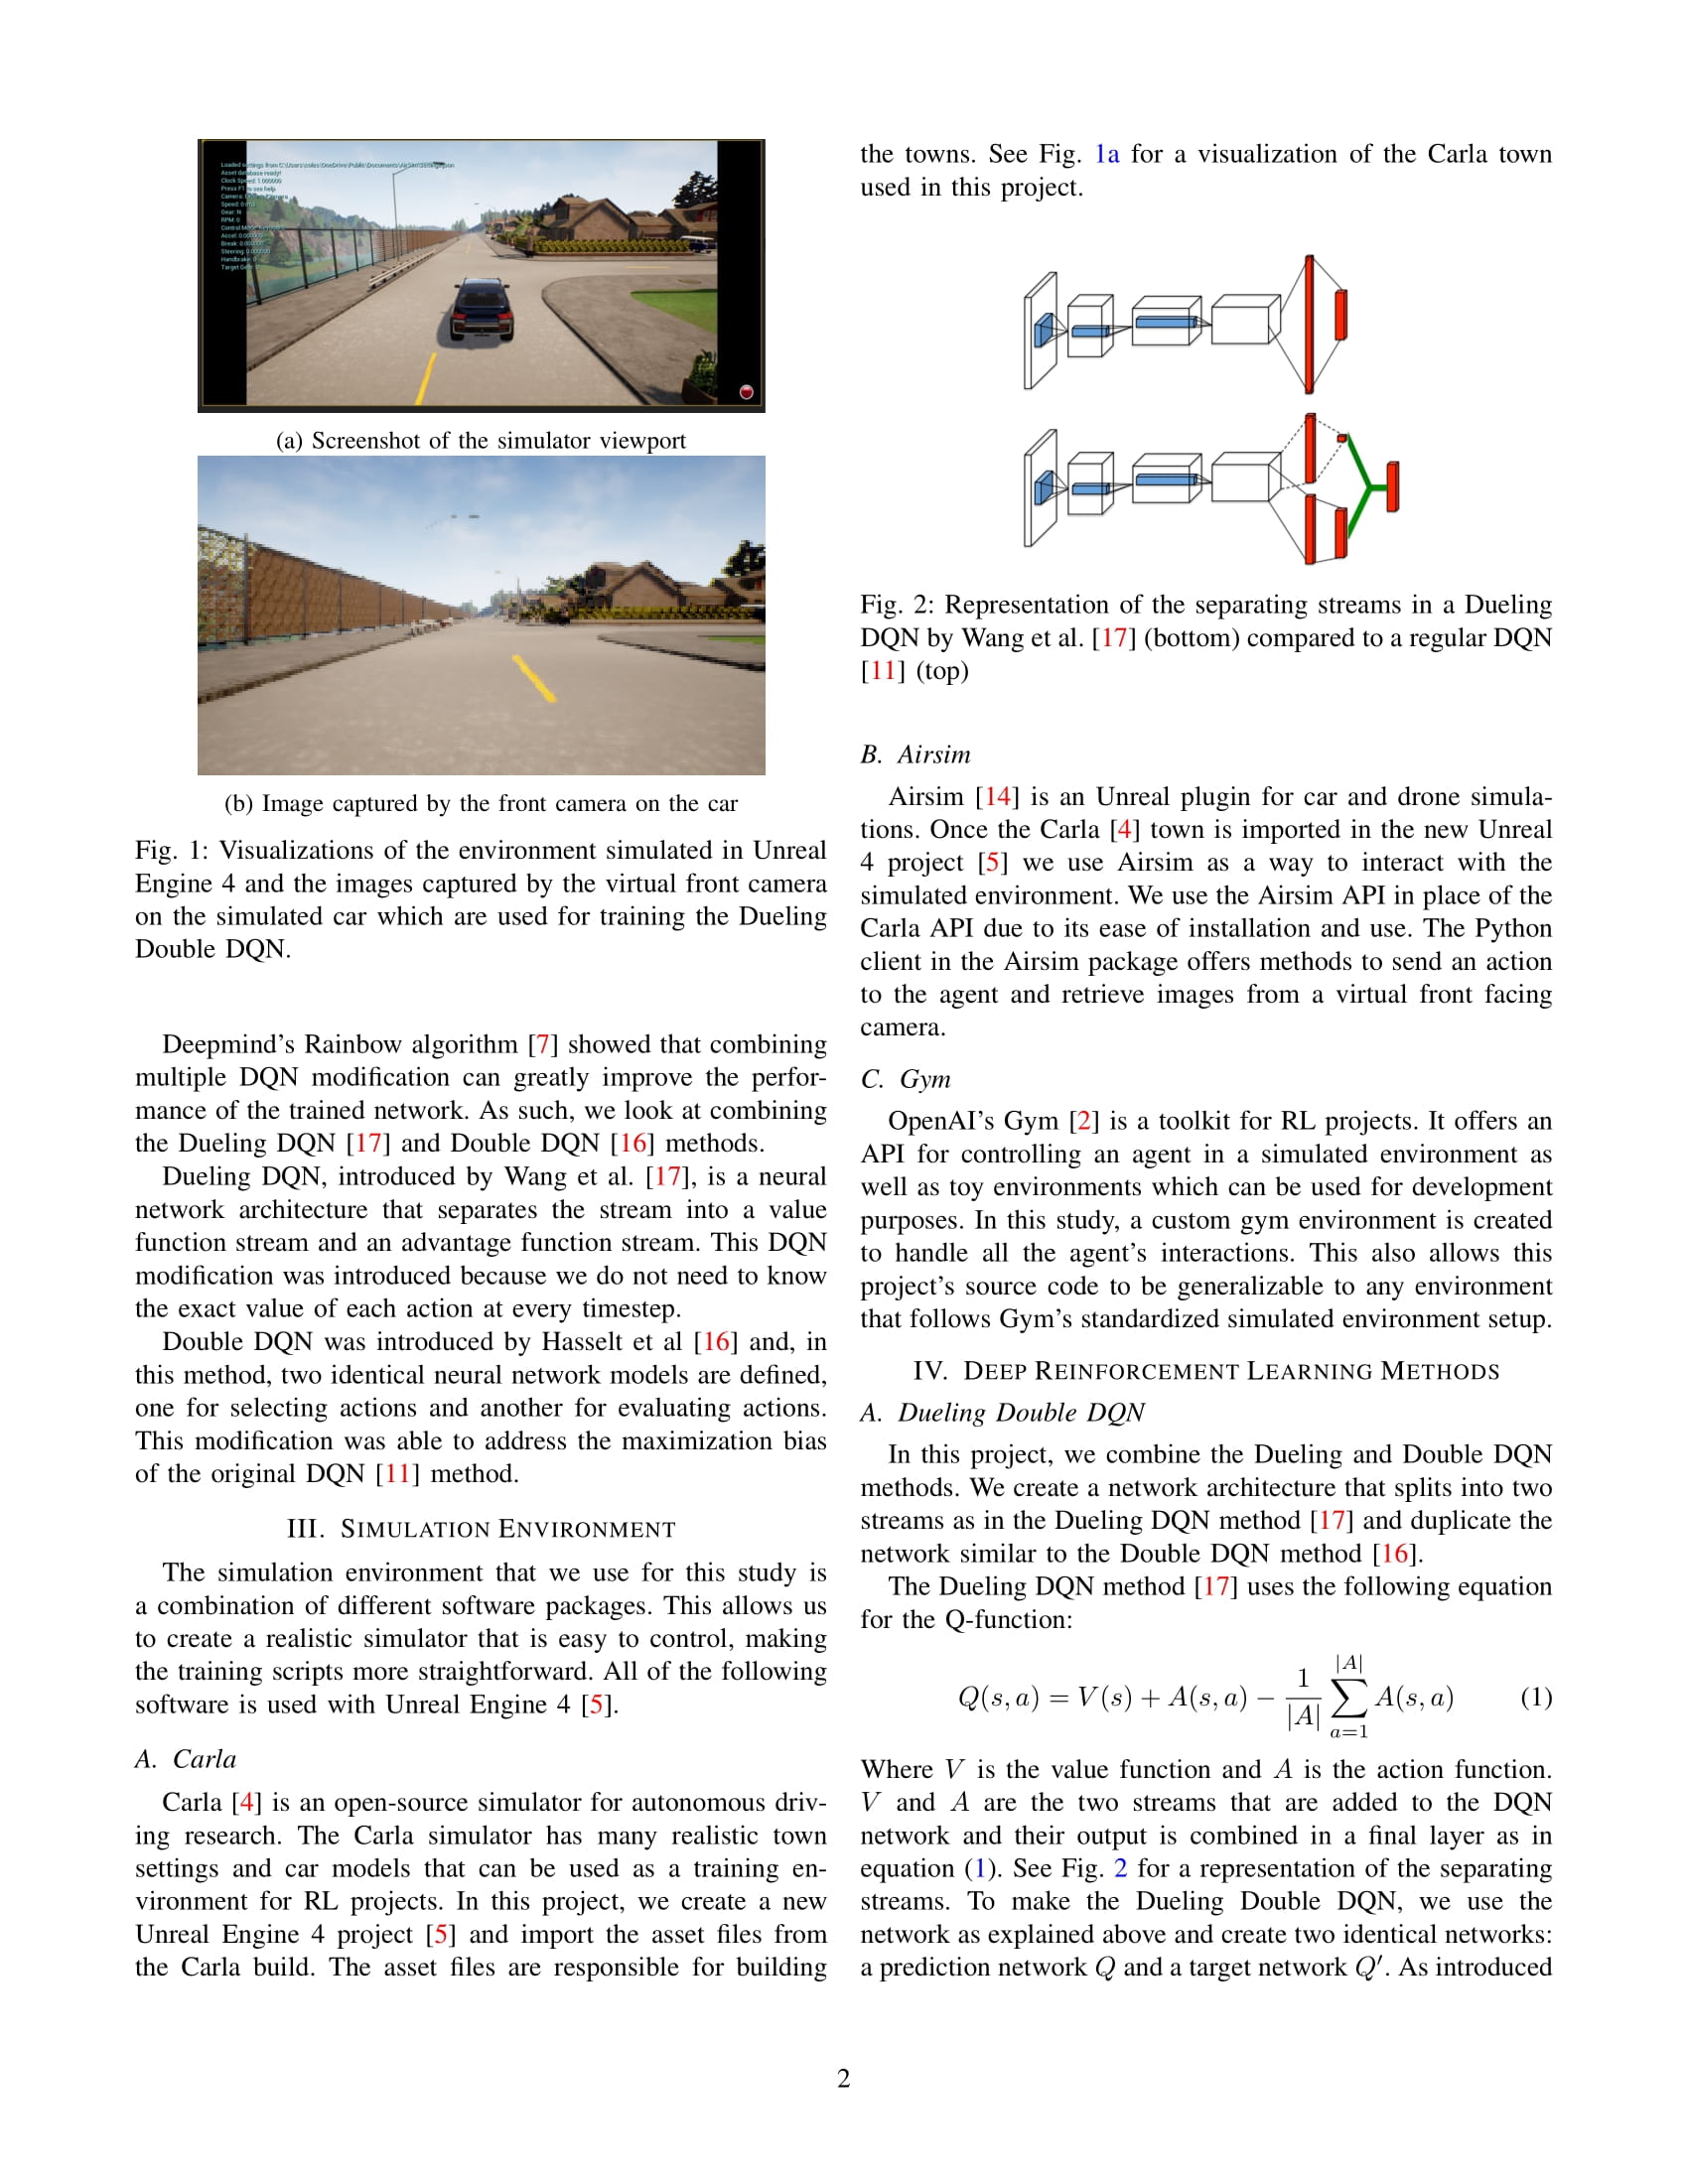 Asset database ready!
Clock Speed: 1.000000
Press F1 to see help
Gear: N
RPM: 0
(a) Screenshot of the simulator viewport
(b) Image captured by the front camera on the car
Fig. 1: Visualizations of the environment simulated in Unreal
Engine 4 and the images captured by the virtual front camera
on the simulated car which are used for training the Dueling
Double DQN.
Deepmind's Rainbow algorithm [7] showed that combining
multiple DQN modification can greatly improve the perfor-
mance of the trained network. As such, we look at combining
the Dueling DQN [17] and Double DQN [16] methods.
Dueling DQN, introduced by Wang et al. [17], is a neural
network architecture that separates the stream into a value
function stream and an advantage function stream. This DQN
modification was introduced because we do not need to know
the exact value of each action at every timestep.
Double DQN was introduced by Hasselt et al [16] and, in
this method, two identical neural network models are defined,
one for selecting actions and another for evaluating actions.
This modification was able to address the maximization bias
of the original DQN [11] method.
III. SIMULATION ENVIRONMENT
The simulation environment that we use for this study is
a combination of different software packages. This allows us
to create a realistic simulator that is easy to control, making
the training scripts more straightforward. All of the following
software is used with Unreal Engine 4 [5].
A. Carla
Carla [4] is an open-source simulator for autonomous driv-
ing research. The Carla simulator has many realistic town
settings and car models that can be used as a training en-
vironment for RL projects. In this project, we create a new
Unreal Engine 4 project [5] and import the asset files from
the Carla build. The asset files are responsible for building
the towns. See Fig. 1a for a visualization of the Carla town
used in this project.
Fig. 2: Representation of the separating streams in a Dueling
DQN by Wang et al. [17] (bottom) compared to a regular DQN
[11] (top)
B. Airsim
Airsim [14] is an Unreal plugin for car and drone simula-
tions. Once the Carla [4] town is imported in the new Unreal
4 project [5] we use Airsim as a way to interact with the
simulated environment. We use the Airsim API in place of the
Carla API due to its ease of installation and use. The Python
client in the Airsim package offers methods to send an action
to the agent and retrieve images from a virtual front facing
camera.
C. Gym
OpenAI's Gym [2] is a toolkit for RL projects. It offers an
API for controlling an agent in a simulated environment as
well as toy environments which can be used for development
purposes. In this study, a custom gym environment is created
to handle all the agent's interactions. This also allows this
project's source code to be generalizable to any environment
that follows Gym's standardized simulated environment setup.
IV. DEEP REINFORCEMENT LEARNING METHODS
A. Dueling Double DQN
In this project, we combine the Dueling and Double DQN
methods. We create a network architecture that splits into two
streams as in the Dueling DQN method [17] and duplicate the
network similar to the Double DQN method [16].
The Dueling DQN method [17] uses the following equation
for the Q-function:
Q(s, a) = V(s) + A(s, a) − 1/|A| ∑_{a=1}^{|A|} A(s, a) (1)
Where V is the value function and A is the action function.
V and A are the two streams that are added to the DQN
network and their output is combined in a final layer as in
equation (1). See Fig. 2 for a representation of the separating
streams. To make the Dueling Double DQN, we use the
network as explained above and create two identical networks:
a prediction network Q and a target network Q′. As introduced
2